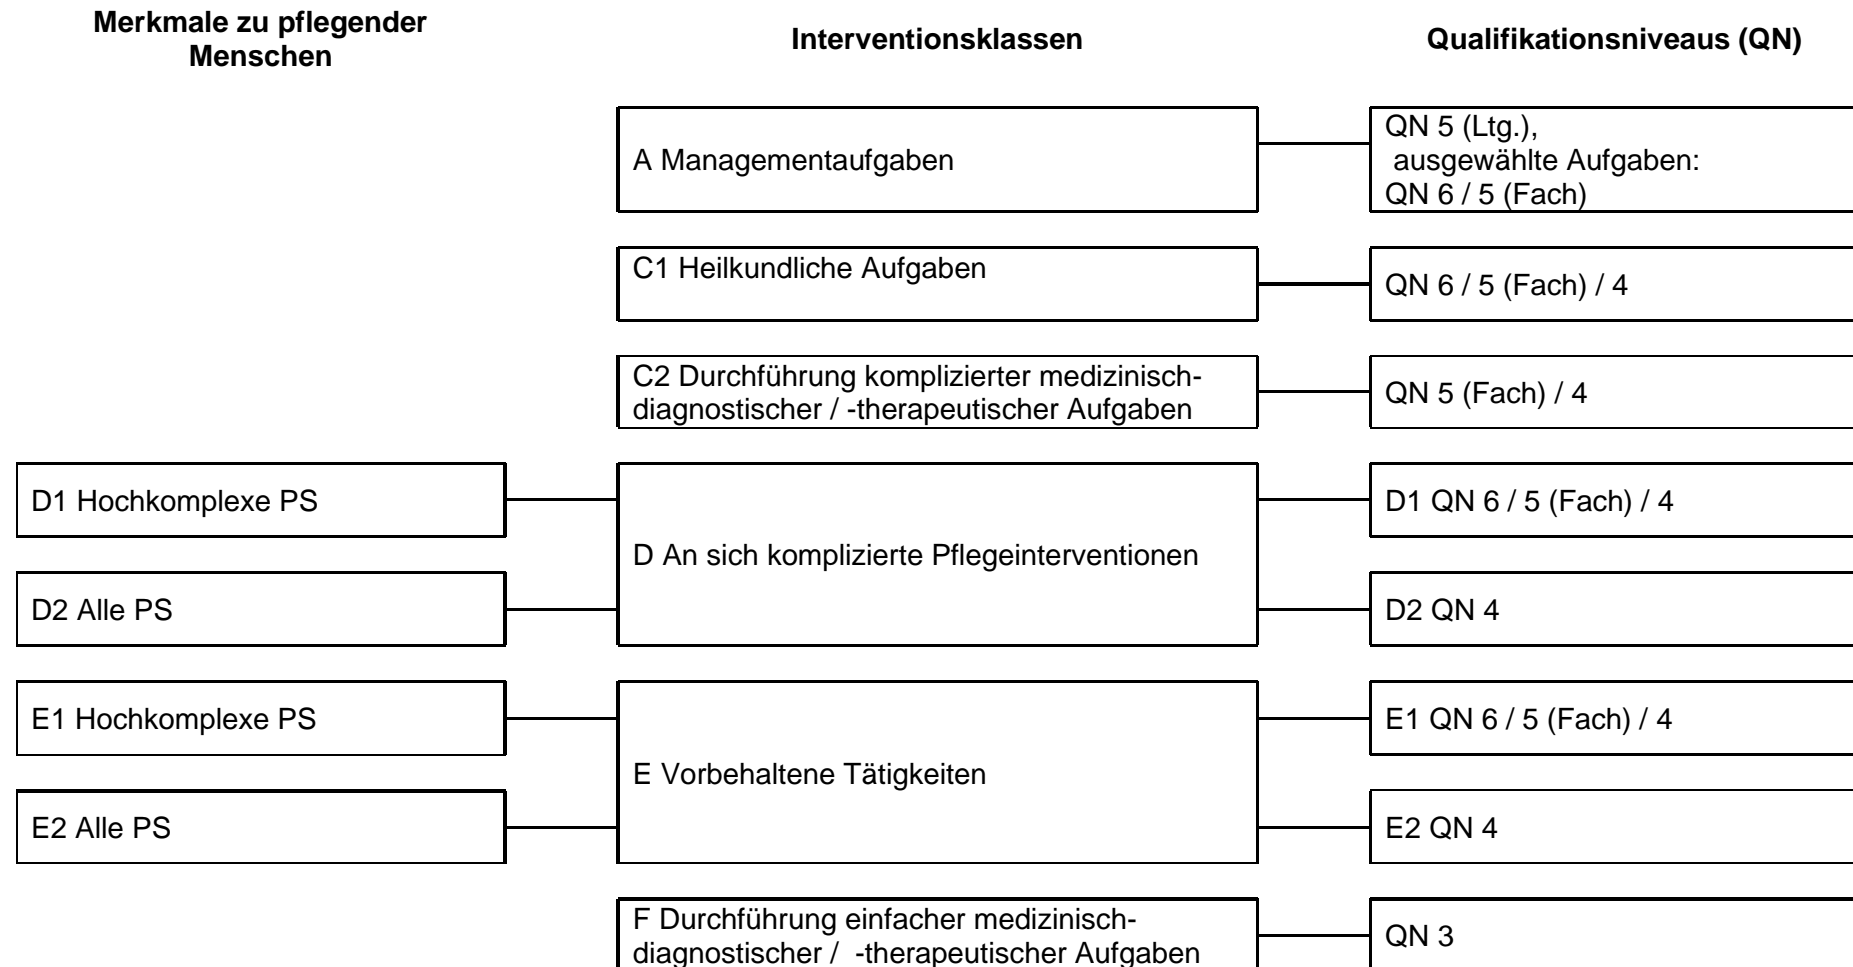 Merkmale zu pflegender
Menschen
Interventionsklassen
Qualifikationsniveaus (QN)
A Managementaufgaben
QN 5 (Ltg.),
ausgewählte Aufgaben:
QN 6 / 5 (Fach)
C1 Heilkundliche Aufgaben
QN 6 / 5 (Fach) / 4
C2 Durchführung komplizierter medizinisch-
diagnostischer / -therapeutischer Aufgaben
QN 5 (Fach) / 4
D1 Hochkomplexe PS
D2 Alle PS
D An sich komplizierte Pflegeinterventionen
D1 QN 6 / 5 (Fach) / 4
D2 QN 4
E1 Hochkomplexe PS
E2 Alle PS
E Vorbehaltene Tätigkeiten
E1 QN 6 / 5 (Fach) / 4
E2 QN 4
F Durchführung einfacher medizinisch-
diagnostischer / -therapeutischer Aufgaben
QN 3